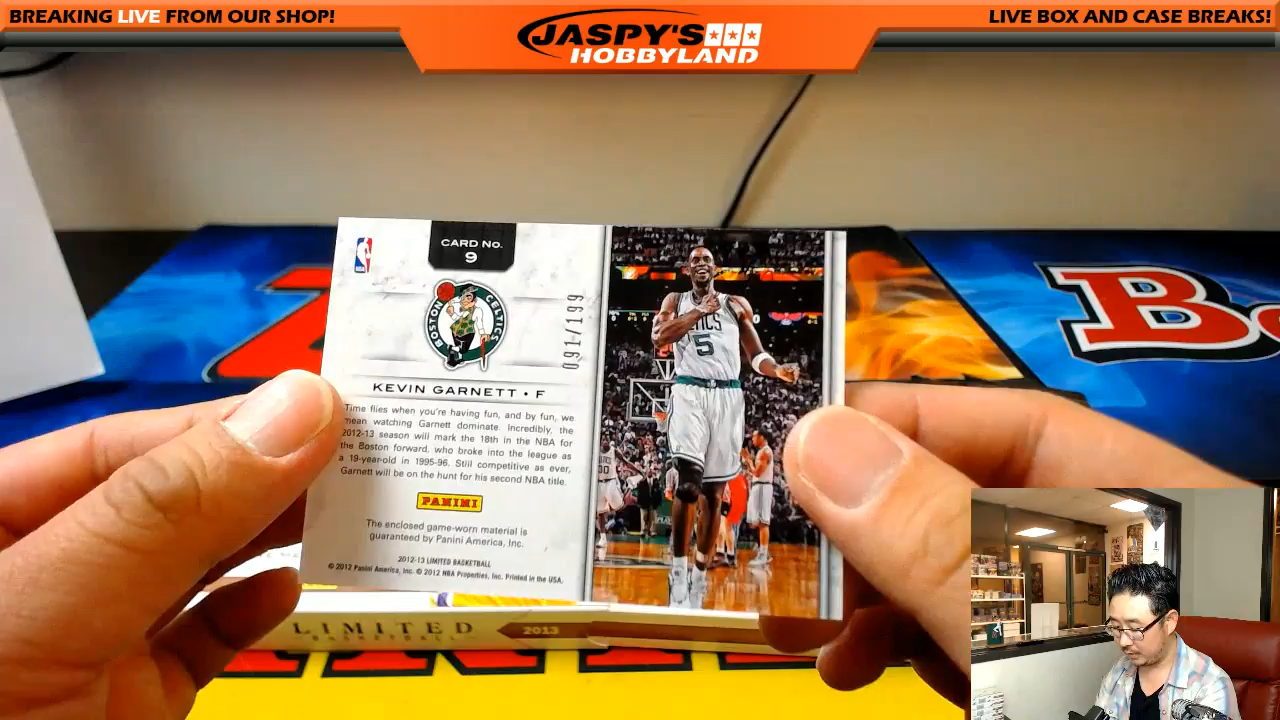 BREAKING LIVE FROM OUR SHOP!
JASPY'S
HOBBYLAND
LIVE BOX AND CASE BREAKS!
CARD No.
9
NBA
BOSTON CELTICS
091/199
KEVIN GARNETT • F
Time flies when you're having fun, and by fun, we
mean watching Garnett dominate. Incredibly, the
2012-13 season will mark the 18th in the NBA for
the Boston forward, who broke into the league as
a 19-year-old in 1995-96. Still competitive as ever,
Garnett will be on the hunt for his second NBA title.
PANINI
The enclosed game-worn material is
guaranteed by Panini America, Inc.
2012-13 LIMITED BASKETBALL
© 2012 Panini America, Inc. © 2012 NBA Properties, Inc. Printed in the USA.
CELTICS
5
30
B.
LIMITED
BASKETBALL
2013